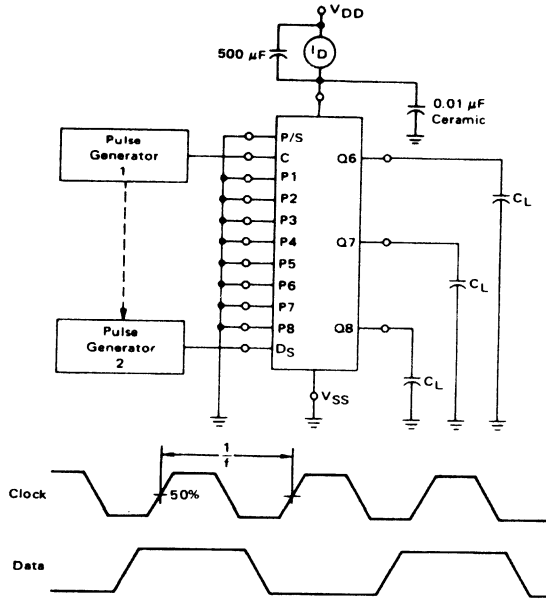 VDD
500 µF
ID
0.01 µF
Ceramic
Pulse
Generator
1
P/S
C
P1
P2
P3
P4
P5
P6
P7
P8
DS
Q6
Q7
Q8
CL
CL
CL
Pulse
Generator
2
VSS
1
f
Clock
50%
Data